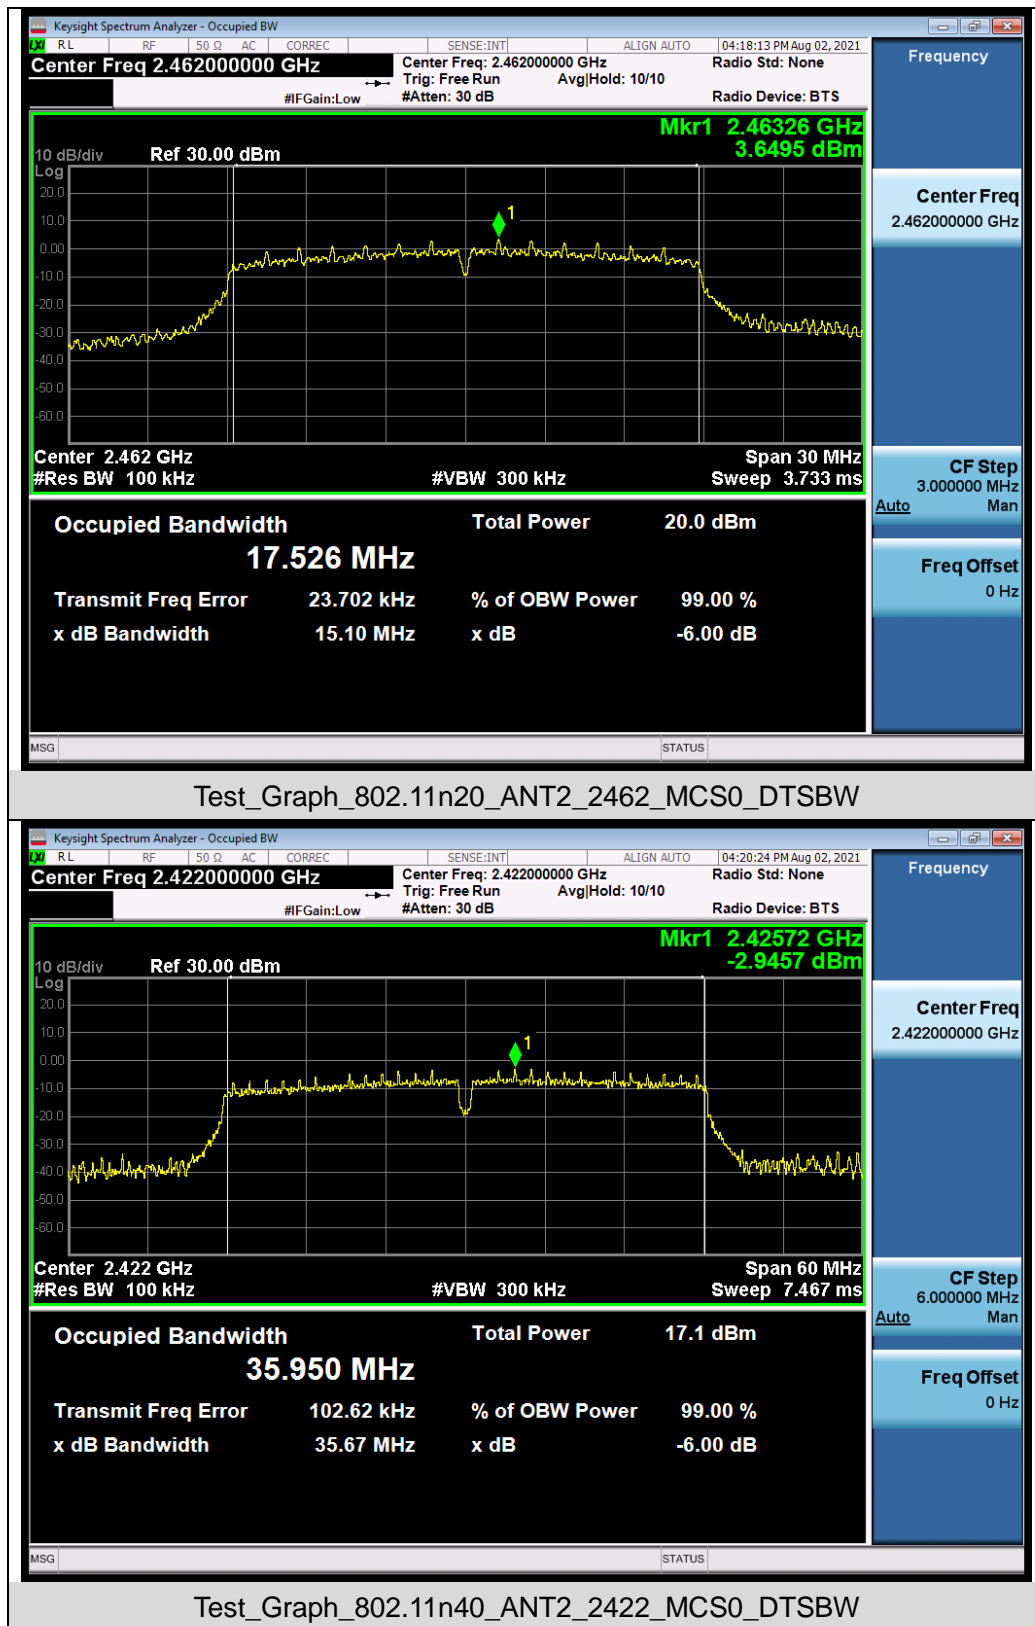 Keysight Spectrum Analyzer - Occupied BW
LXI RL RF 50 Ω AC CORREC SENSE:INT ALIGN AUTO 04:18:13 PM Aug 02, 2021
Center Freq 2.462000000 GHz
Center Freq: 2.462000000 GHz
Radio Std: None
Trig: Free Run Avg|Hold: 10/10
#IFGain:Low #Atten: 30 dB Radio Device: BTS
Frequency
Mkr1 2.46326 GHz
3.6495 dBm
10 dB/div Ref 30.00 dBm
Log
20.0
10.0
0.00
-10.0
-20.0
-30.0
-40.0
-50.0
-60.0
1
Center 2.462 GHz Span 30 MHz
#Res BW 100 kHz #VBW 300 kHz Sweep 3.733 ms
Center Freq
2.462000000 GHz
CF Step
3.000000 MHz
Auto Man
Freq Offset
0 Hz
Occupied Bandwidth Total Power 20.0 dBm
17.526 MHz
Transmit Freq Error 23.702 kHz % of OBW Power 99.00 %
x dB Bandwidth 15.10 MHz x dB -6.00 dB
MSG STATUS
Test_Graph_802.11n20_ANT2_2462_MCS0_DTSBW
Keysight Spectrum Analyzer - Occupied BW
LXI RL RF 50 Ω AC CORREC SENSE:INT ALIGN AUTO 04:20:24 PM Aug 02, 2021
Center Freq 2.422000000 GHz
Center Freq: 2.422000000 GHz
Radio Std: None
Trig: Free Run Avg|Hold: 10/10
#IFGain:Low #Atten: 30 dB Radio Device: BTS
Frequency
Mkr1 2.42572 GHz
-2.9457 dBm
10 dB/div Ref 30.00 dBm
Log
20.0
10.0
0.00
-10.0
-20.0
-30.0
-40.0
-50.0
-60.0
1
Center 2.422 GHz Span 60 MHz
#Res BW 100 kHz #VBW 300 kHz Sweep 7.467 ms
Center Freq
2.422000000 GHz
CF Step
6.000000 MHz
Auto Man
Freq Offset
0 Hz
Occupied Bandwidth Total Power 17.1 dBm
35.950 MHz
Transmit Freq Error 102.62 kHz % of OBW Power 99.00 %
x dB Bandwidth 35.67 MHz x dB -6.00 dB
MSG STATUS
Test_Graph_802.11n40_ANT2_2422_MCS0_DTSBW